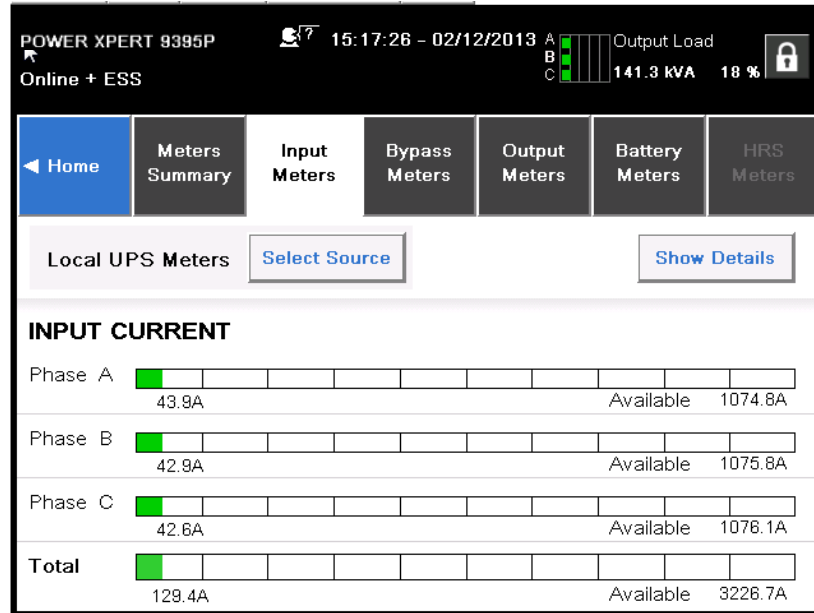 POWER XPERT 9395P
? 15:17:26 - 02/12/2013
A
B
C
Output Load
141.3 kVA 18 %
Online + ESS
Home
Meters Summary
Input Meters
Bypass Meters
Output Meters
Battery Meters
HRS Meters
Local UPS Meters
Select Source
Show Details
INPUT CURRENT
Phase A
43.9A Available 1074.8A
Phase B
42.9A Available 1075.8A
Phase C
42.6A Available 1076.1A
Total
129.4A Available 3226.7A